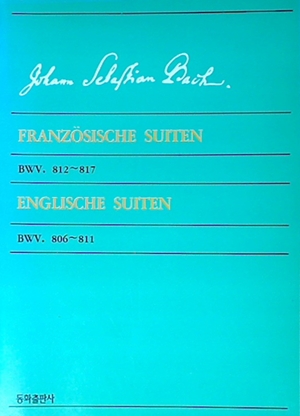 Johann Sebastian Bach.
FRANZÖSISCHE SUITEN
BWV. 812~817
ENGLISCHE SUITEN
BWV. 806~811
동아출판사